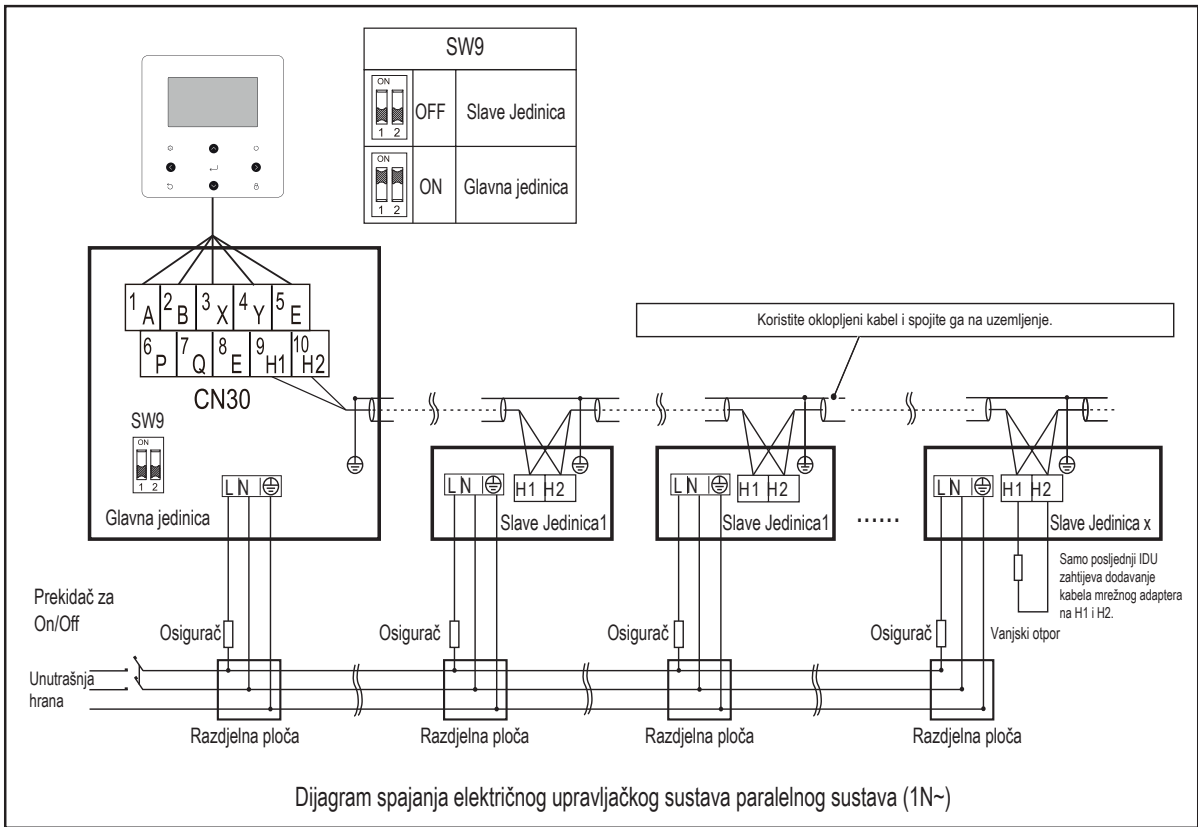 SW9
ON
1 2
OFF
Slave Jedinica
ON
1 2
ON
Glavna jedinica
1 A
2 B
3 X
4 Y
5 E
6 P
7 Q
8 E
9 H1
10 H2
CN30
Koristite oklopljeni kabel i spojite ga na uzemljenje.
SW9
ON
1 2
Glavna jedinica
L N
L N
H1 H2
Slave Jedinica1
L N
H1 H2
Slave Jedinica1
......
L N
H1 H2
Slave Jedinica x
Samo posljednji IDU
zahtijeva dodavanje
kabela mrežnog adaptera
na H1 i H2.
Vanjski otpor
Prekidač za
On/Off
Osigurač
Osigurač
Osigurač
Osigurač
Unutrašnja
hrana
Razdjelna ploča
Razdjelna ploča
Razdjelna ploča
Razdjelna ploča
Dijagram spajanja električnog upravljačkog sustava paralelnog sustava (1N~)